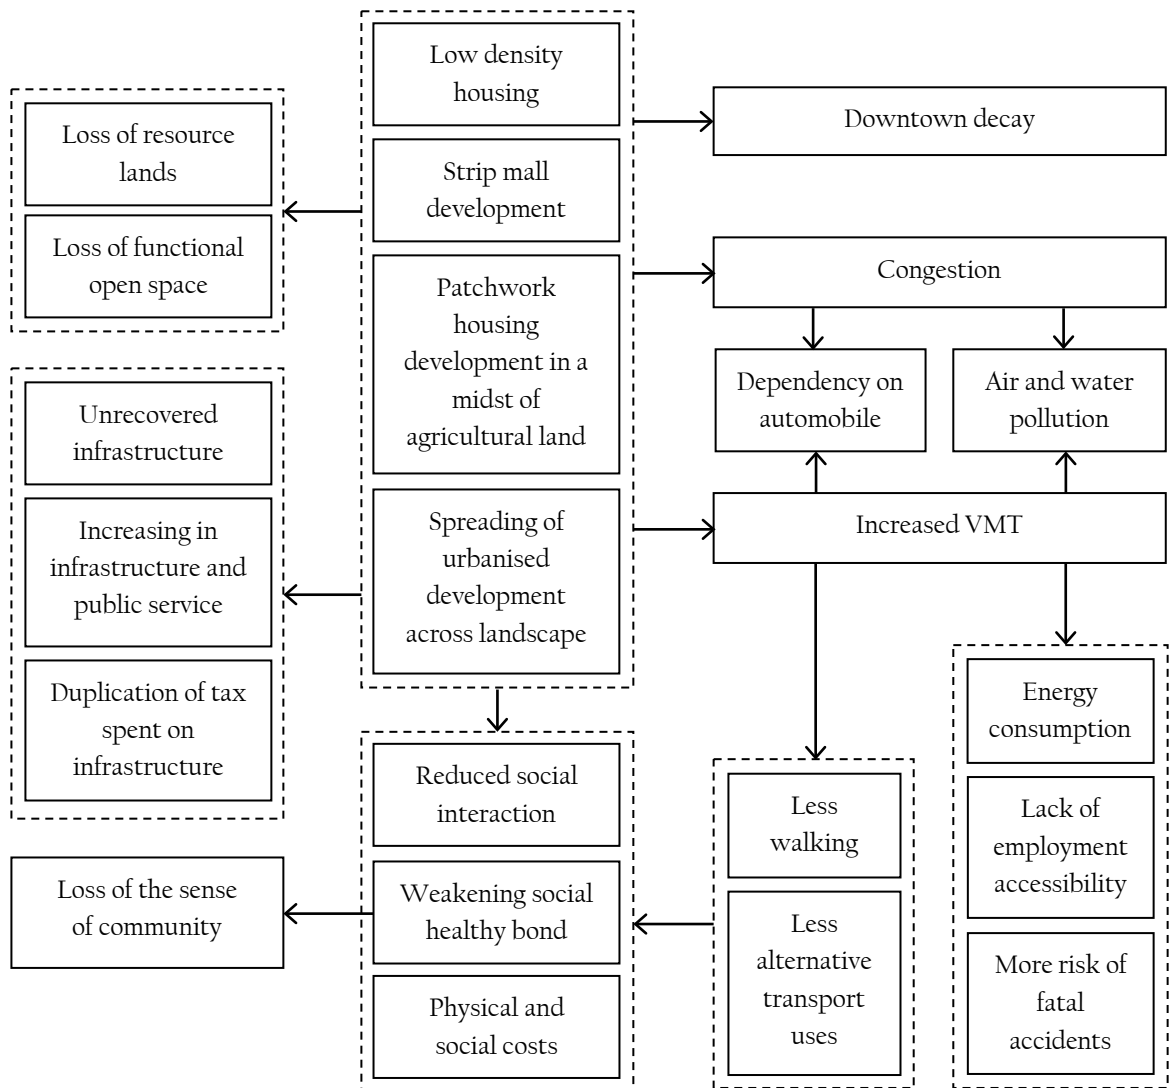 Low density
housing
Strip mall
development
Patchwork
housing
development in a
midst of
agricultural land
Spreading of
urbanised
development
across landscape
Loss of resource
lands
Loss of functional
open space
Unrecovered
infrastructure
Increasing in
infrastructure and
public service
Duplication of tax
spent on
infrastructure
Loss of the sense
of community
Reduced social
interaction
Weakening social
healthy bond
Physical and
social costs
Downtown decay
Congestion
Dependency on
automobile
Air and water
pollution
Increased VMT
Less
walking
Less
alternative
transport
uses
Energy
consumption
Lack of
employment
accessibility
More risk of
fatal
accidents